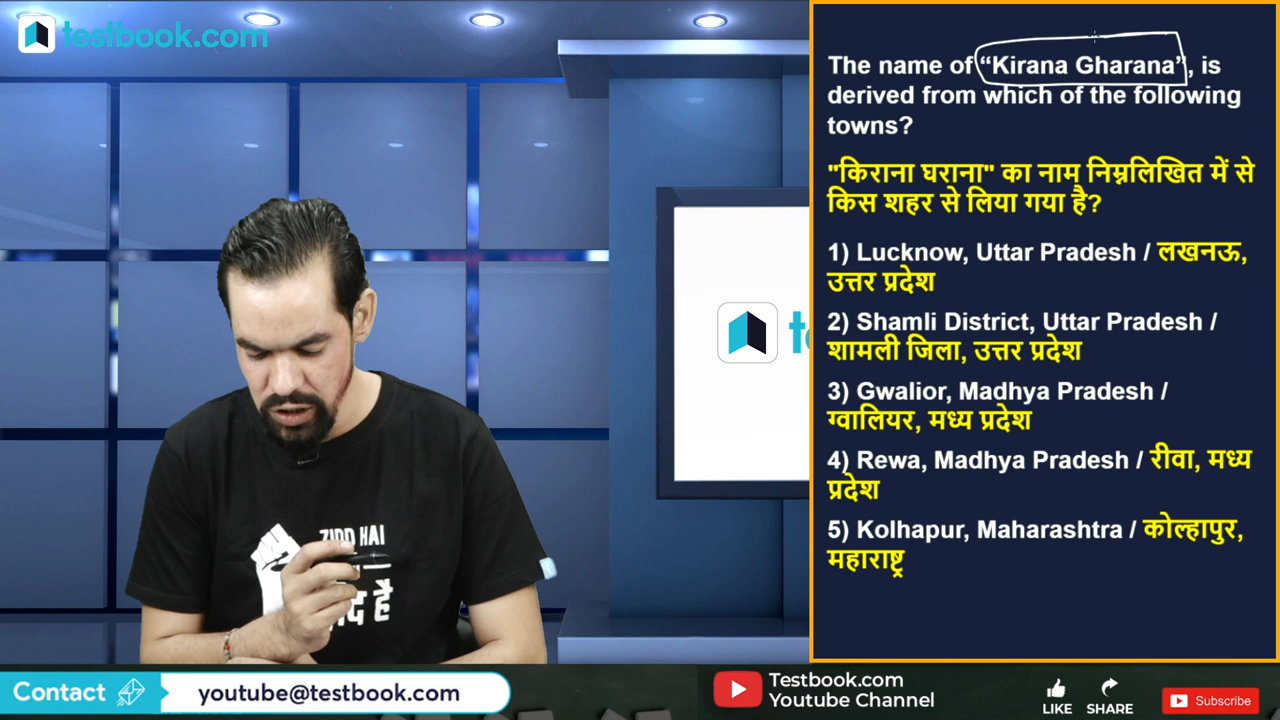 testbook.com
The name of “Kirana Gharana”, is
derived from which of the following
towns?
"किराना घराना" का नाम निम्नलिखित में से
किस शहर से लिया गया है?
1) Lucknow, Uttar Pradesh / लखनऊ,
उत्तर प्रदेश
2) Shamli District, Uttar Pradesh /
शामली जिला, उत्तर प्रदेश
3) Gwalior, Madhya Pradesh /
ग्वालियर, मध्य प्रदेश
4) Rewa, Madhya Pradesh / रीवा, मध्य
प्रदेश
5) Kolhapur, Maharashtra / कोल्हापुर,
महाराष्ट्र
ZIDD HAI
है
Contact
youtube@testbook.com
Testbook.com
Youtube Channel
LIKE
SHARE
Subscribe